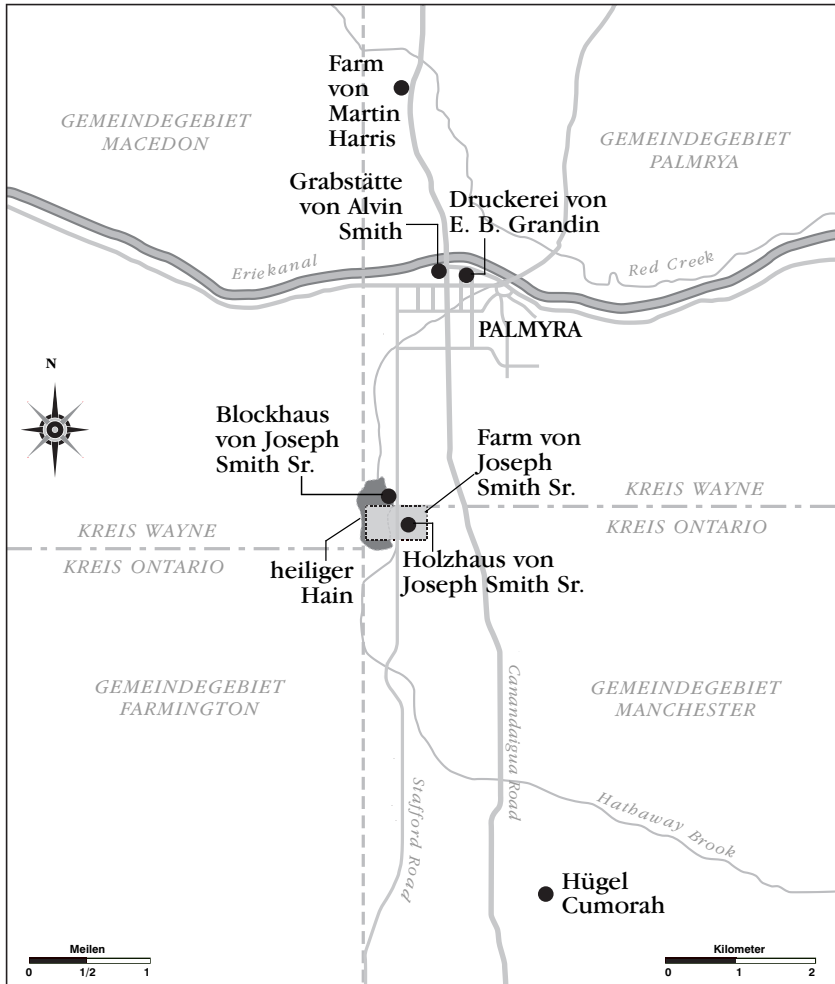 Farm
von
Martin
Harris
GEMEINDEGEBIET
MACEDON
GEMEINDEGEBIET
PALMRYA
Grabstätte
von Alvin
Smith
Druckerei von
E. B. Grandin
Eriekanal
Red Creek
PALMYRA
N
Blockhaus
von Joseph
Smith Sr.
Farm von
Joseph
Smith Sr.
KREIS WAYNE
KREIS ONTARIO
KREIS WAYNE
KREIS ONTARIO
heiliger
Hain
Holzhaus von
Joseph Smith Sr.
GEMEINDEGEBIET
FARMINGTON
GEMEINDEGEBIET
MANCHESTER
Canandaigua Road
Stafford Road
Hathaway Brook
Hügel
Cumorah
Meilen
0 1/2 1
Kilometer
0 1 2